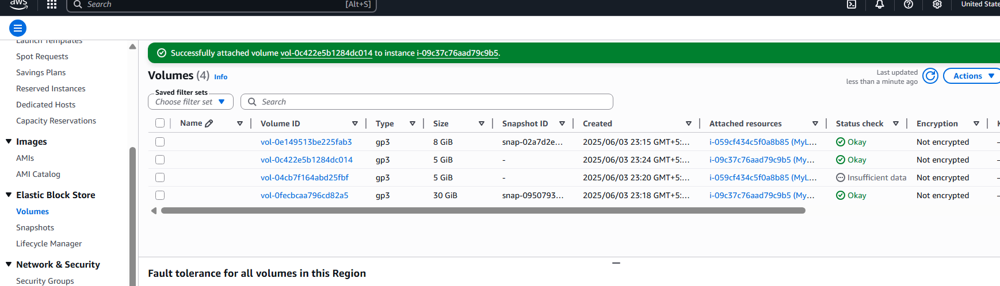 aws
Search [Alt+S]
United State
Launch Templates
Spot Requests
Savings Plans
Reserved Instances
Dedicated Hosts
Capacity Reservations
Images
AMIs
AMI Catalog
Elastic Block Store
Volumes
Snapshots
Lifecycle Manager
Network & Security
Security Groups
Successfully attached volume vol-0c422e5b1284dc014 to instance i-09c37c76aad79c9b5.
Volumes (4) Info
Last updated
less than a minute ago
Actions
Saved filter sets
Choose filter set
Search
Name Volume ID Type Size Snapshot ID Created Attached resources Status check Encryption K
vol-0e149513be225fab3 gp3 8 GiB snap-02a7d2e... 2025/06/03 23:15 GMT+5:... i-059cf434c5f0a8b85 (MyL... Okay Not encrypted –
vol-0c422e5b1284dc014 gp3 5 GiB - 2025/06/03 23:24 GMT+5:... i-09c37c76aad79c9b5 (My... Okay Not encrypted –
vol-04cb7f164abd25fbf gp3 5 GiB - 2025/06/03 23:20 GMT+5:... i-059cf434c5f0a8b85 (MyL... Insufficient data Not encrypted –
vol-0fecbcaa796cd82a5 gp3 30 GiB snap-0950793... 2025/06/03 23:18 GMT+5:... i-09c37c76aad79c9b5 (My... Okay Not encrypted –
Fault tolerance for all volumes in this Region